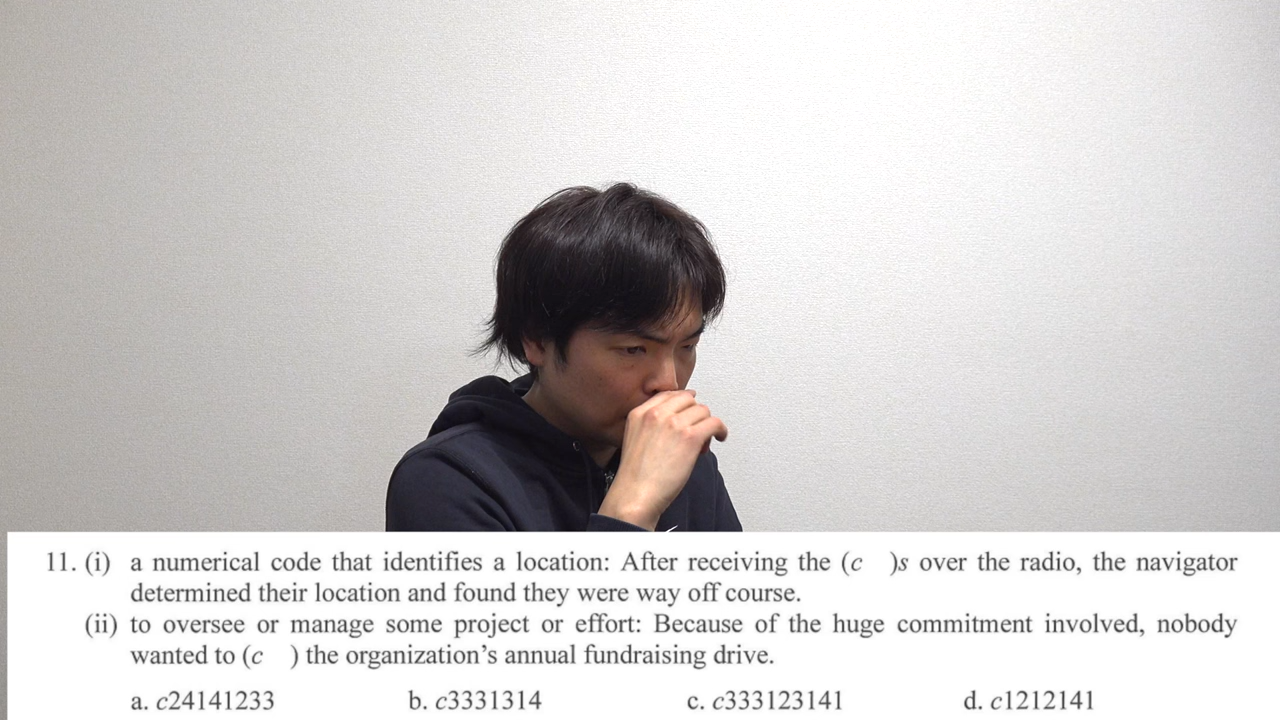 11. (i) a numerical code that identifies a location: After receiving the (c )s over the radio, the navigator
determined their location and found they were way off course.
(ii) to oversee or manage some project or effort: Because of the huge commitment involved, nobody
wanted to (c ) the organization's annual fundraising drive.
a. c24141233 b. c3331314 c. c333123141 d. c1212141